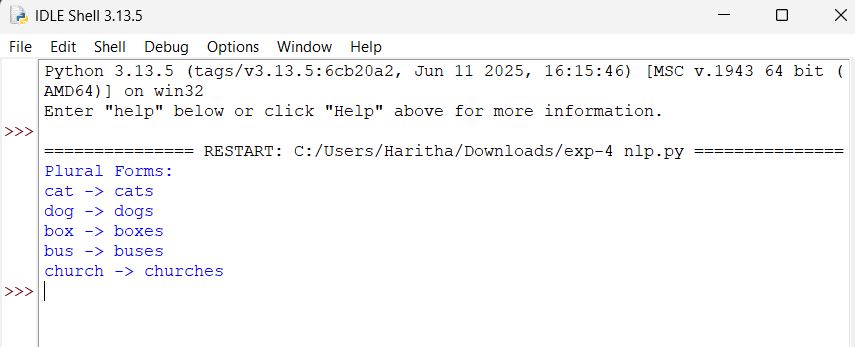 IDLE Shell 3.13.5
File Edit Shell Debug Options Window Help
Python 3.13.5 (tags/v3.13.5:6cb20a2, Jun 11 2025, 16:15:46) [MSC v.1943 64 bit (
AMD64)] on win32
Enter "help" below or click "Help" above for more information.
>>>
=============== RESTART: C:/Users/Haritha/Downloads/exp-4 nlp.py ===============
Plural Forms:
cat -> cats
dog -> dogs
box -> boxes
bus -> buses
church -> churches
>>>